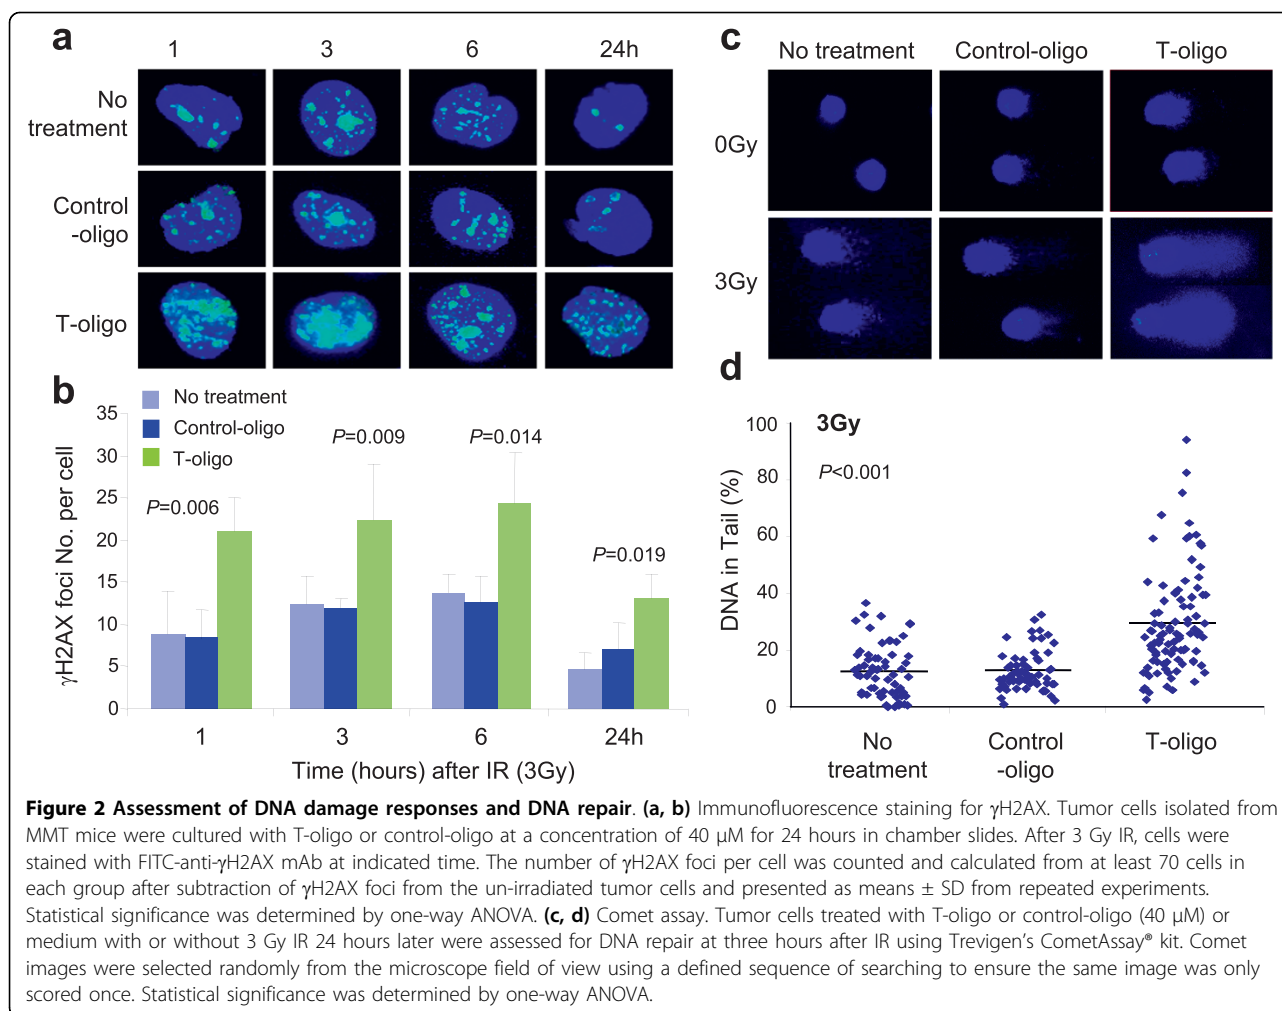 a
1 3 6 24h
No
treatment
Control
-oligo
T-oligo
b
No treatment
Control-oligo
T-oligo
γH2AX foci No. per cell
35
30
25
20
15
10
5
0
P=0.006
P=0.009
P=0.014
P=0.019
1 3 6 24h
Time (hours) after IR (3Gy)
c
No treatment Control-oligo T-oligo
0Gy
3Gy
d
DNA in Tail (%)
100
80
60
40
20
0
3Gy
P<0.001
No
treatment
Control
-oligo
T-oligo
Figure 2 Assessment of DNA damage responses and DNA repair. (a, b) Immunofluorescence staining for γH2AX. Tumor cells isolated from
MMT mice were cultured with T-oligo or control-oligo at a concentration of 40 μM for 24 hours in chamber slides. After 3 Gy IR, cells were
stained with FITC-anti-γH2AX mAb at indicated time. The number of γH2AX foci per cell was counted and calculated from at least 70 cells in
each group after subtraction of γH2AX foci from the un-irradiated tumor cells and presented as means ± SD from repeated experiments.
Statistical significance was determined by one-way ANOVA. (c, d) Comet assay. Tumor cells treated with T-oligo or control-oligo (40 μM) or
medium with or without 3 Gy IR 24 hours later were assessed for DNA repair at three hours after IR using Trevigen's CometAssay® kit. Comet
images were selected randomly from the microscope field of view using a defined sequence of searching to ensure the same image was only
scored once. Statistical significance was determined by one-way ANOVA.